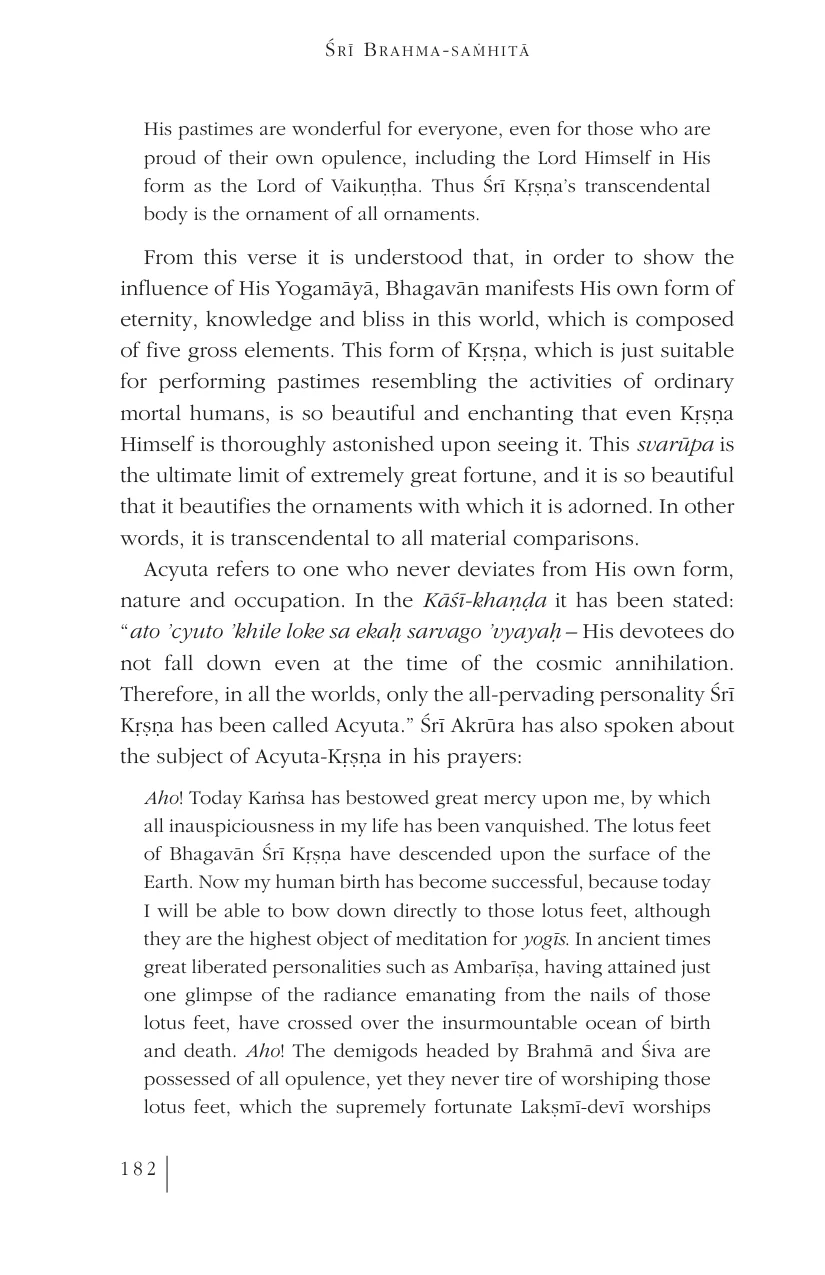 ŚRĪ BRAHMA-SAṀHITĀ
His pastimes are wonderful for everyone, even for those who are
proud of their own opulence, including the Lord Himself in His
form as the Lord of Vaikuṇṭha. Thus Śrī Kṛṣṇa’s transcendental
body is the ornament of all ornaments.
From this verse it is understood that, in order to show the
influence of His Yogamāyā, Bhagavān manifests His own form of
eternity, knowledge and bliss in this world, which is composed
of five gross elements. This form of Kṛṣṇa, which is just suitable
for performing pastimes resembling the activities of ordinary
mortal humans, is so beautiful and enchanting that even Kṛṣṇa
Himself is thoroughly astonished upon seeing it. This svarūpa is
the ultimate limit of extremely great fortune, and it is so beautiful
that it beautifies the ornaments with which it is adorned. In other
words, it is transcendental to all material comparisons.
Acyuta refers to one who never deviates from His own form,
nature and occupation. In the Kāśī-khaṇḍa it has been stated:
“ato ’cyuto ’khile loke sa ekaḥ sarvago ’vyayaḥ – His devotees do
not fall down even at the time of the cosmic annihilation.
Therefore, in all the worlds, only the all-pervading personality Śrī
Kṛṣṇa has been called Acyuta.” Śrī Akrūra has also spoken about
the subject of Acyuta-Kṛṣṇa in his prayers:
Aho! Today Kaṁsa has bestowed great mercy upon me, by which
all inauspiciousness in my life has been vanquished. The lotus feet
of Bhagavān Śrī Kṛṣṇa have descended upon the surface of the
Earth. Now my human birth has become successful, because today
I will be able to bow down directly to those lotus feet, although
they are the highest object of meditation for yogīs. In ancient times
great liberated personalities such as Ambarīṣa, having attained just
one glimpse of the radiance emanating from the nails of those
lotus feet, have crossed over the insurmountable ocean of birth
and death. Aho! The demigods headed by Brahmā and Śiva are
possessed of all opulence, yet they never tire of worshiping those
lotus feet, which the supremely fortunate Lakṣmī-devī worships
182